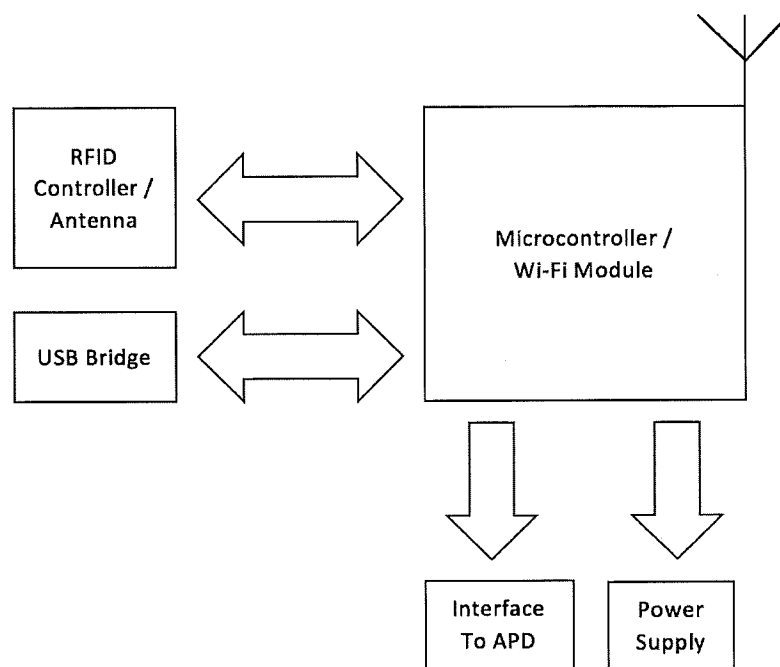 RFID
Controller /
Antenna
Microcontroller /
Wi-Fi Module
USB Bridge
Interface
To APD
Power
Supply